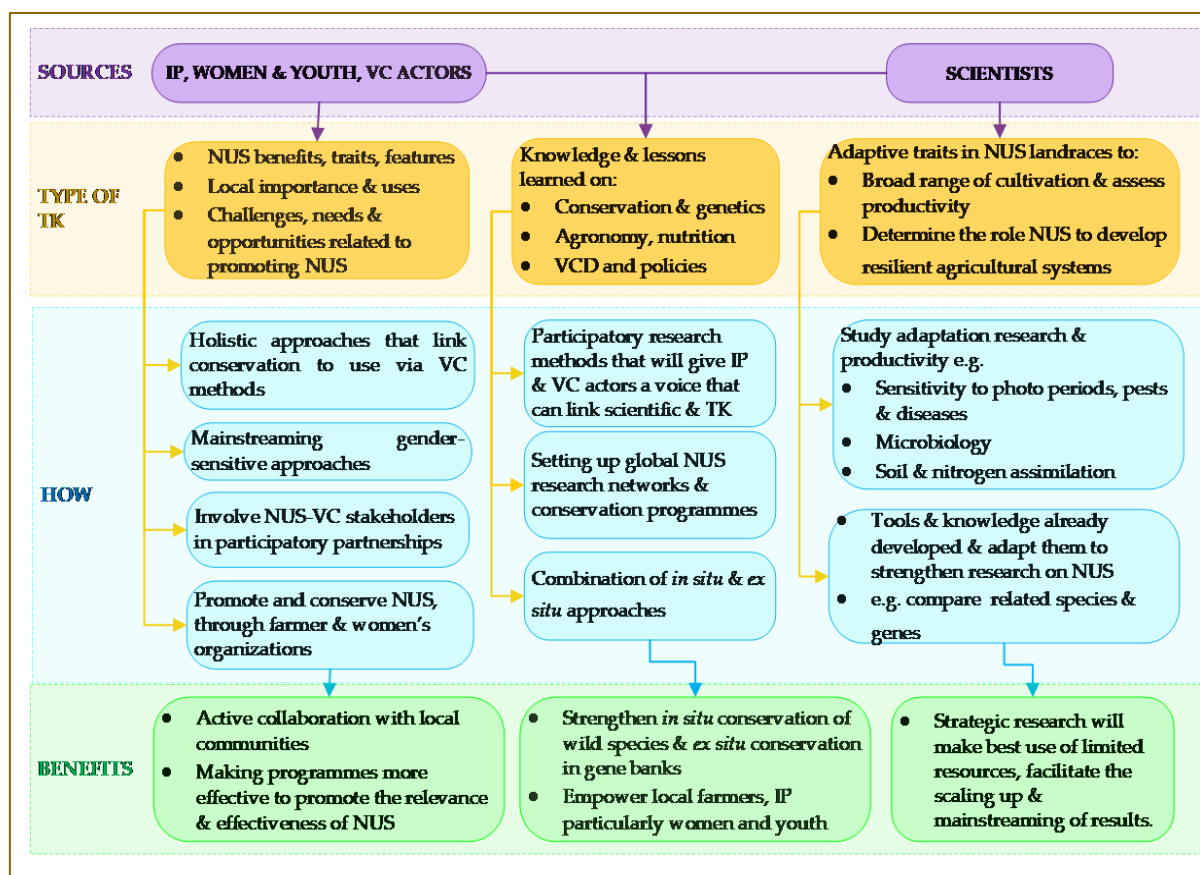 SOURCES
IP, WOMEN & YOUTH, VC ACTORS
SCIENTISTS
TYPE OF
TK
• NUS benefits, traits, features
• Local importance & uses
• Challenges, needs &
opportunities related to
promoting NUS
Knowledge & lessons
learned on:
• Conservation & genetics
• Agronomy, nutrition
• VCD and policies
Adaptive traits in NUS landraces to:
• Broad range of cultivation & assess
productivity
• Determine the role NUS to develop
resilient agricultural systems
HOW
Holistic approaches that link
conservation to use via VC
methods
Mainstreaming gender-
sensitive approaches
Involve NUS-VC stakeholders
in participatory partnerships
Promote and conserve NUS,
through farmer & women's
organizations
Participatory research
methods that will give IP
& VC actors a voice that
can link scientific & TK
Setting up global NUS
research networks &
conservation programmes
Combination of in situ & ex
situ approaches
Study adaptation research &
productivity e.g.
• Sensitivity to photo periods, pests
& diseases
• Microbiology
• Soil & nitrogen assimilation
• Tools & knowledge already
developed & adapt them to
strengthen research on NUS
• e.g. compare related species &
genes
BENEFITS
• Active collaboration with local
communities
• Making programmes more
effective to promote the relevance
& effectiveness of NUS
• Strengthen in situ conservation of
wild species & ex situ conservation
in gene banks
• Empower local farmers, IP
particularly women and youth
• Strategic research will
make best use of limited
resources, facilitate the
scaling up &
mainstreaming of results.